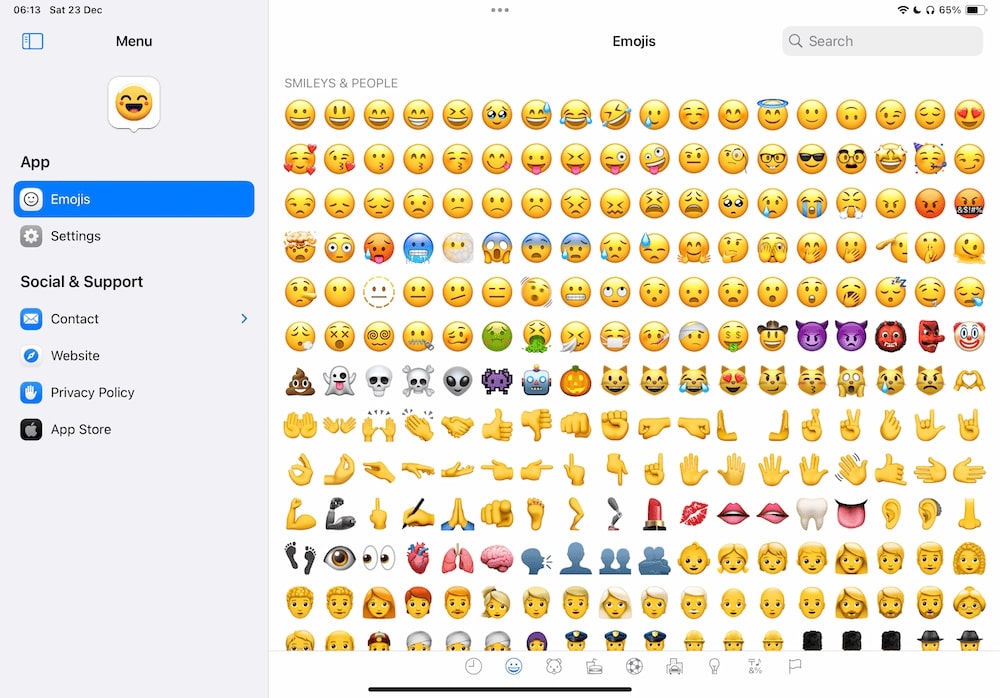 06:13 Sat 23 Dec
65%
Menu
Emojis
Search
App
Emojis
Settings
Social & Support
Contact
Website
Privacy Policy
App Store
SMILEYS & PEOPLE
&$!#%